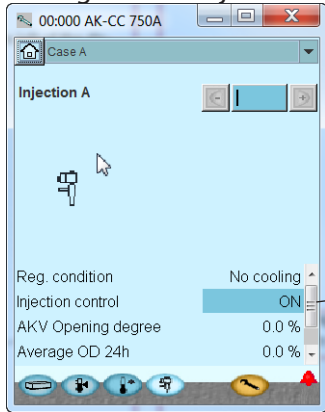 00:000 AK-CC 750A
Case A
Injection A
Reg. condition No cooling
Injection control ON
AKV Opening degree 0.0 %
Average OD 24h 0.0 %